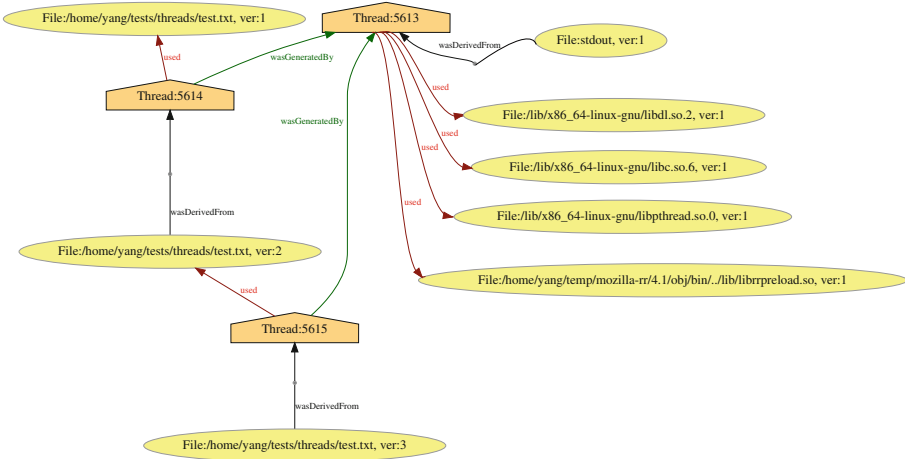 File:/home/yang/tests/threads/test.txt, ver:1
Thread:5613
wasDerivedFrom
File:stdout, ver:1
used
wasGeneratedBy
Thread:5614
used
File:/lib/x86_64-linux-gnu/libdl.so.2, ver:1
wasGeneratedBy
used
used
File:/lib/x86_64-linux-gnu/libc.so.6, ver:1
used
wasDerivedFrom
File:/lib/x86_64-linux-gnu/libpthread.so.0, ver:1
File:/home/yang/tests/threads/test.txt, ver:2
used
File:/home/yang/temp/mozilla-rr/4.1/obj/bin/../lib/librrpreload.so, ver:1
Thread:5615
wasDerivedFrom
File:/home/yang/tests/threads/test.txt, ver:3